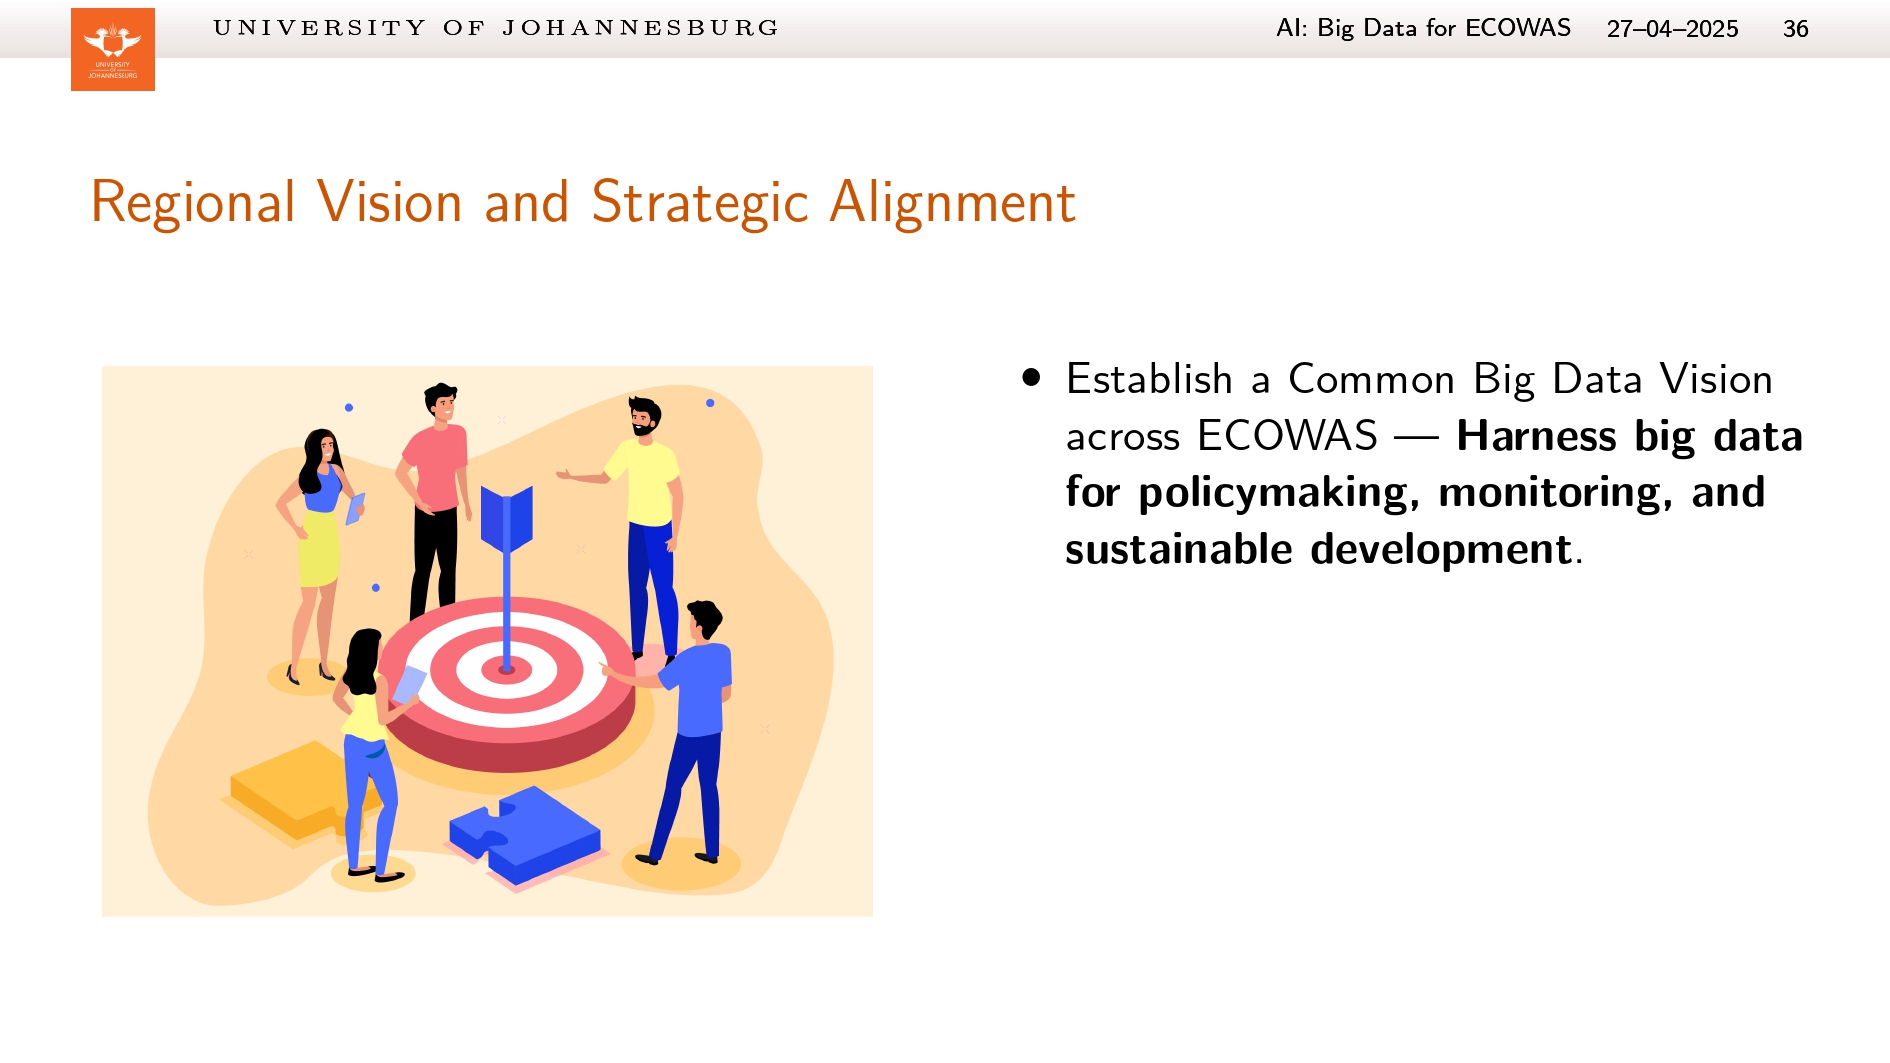 UNIVERSITY OF JOHANNESBURG
AI: Big Data for ECOWAS 27–04–2025 36
UNIVERSITY
OF
JOHANNESBURG
Regional Vision and Strategic Alignment
• Establish a Common Big Data Vision
across ECOWAS — Harness big data
for policymaking, monitoring, and
sustainable development.